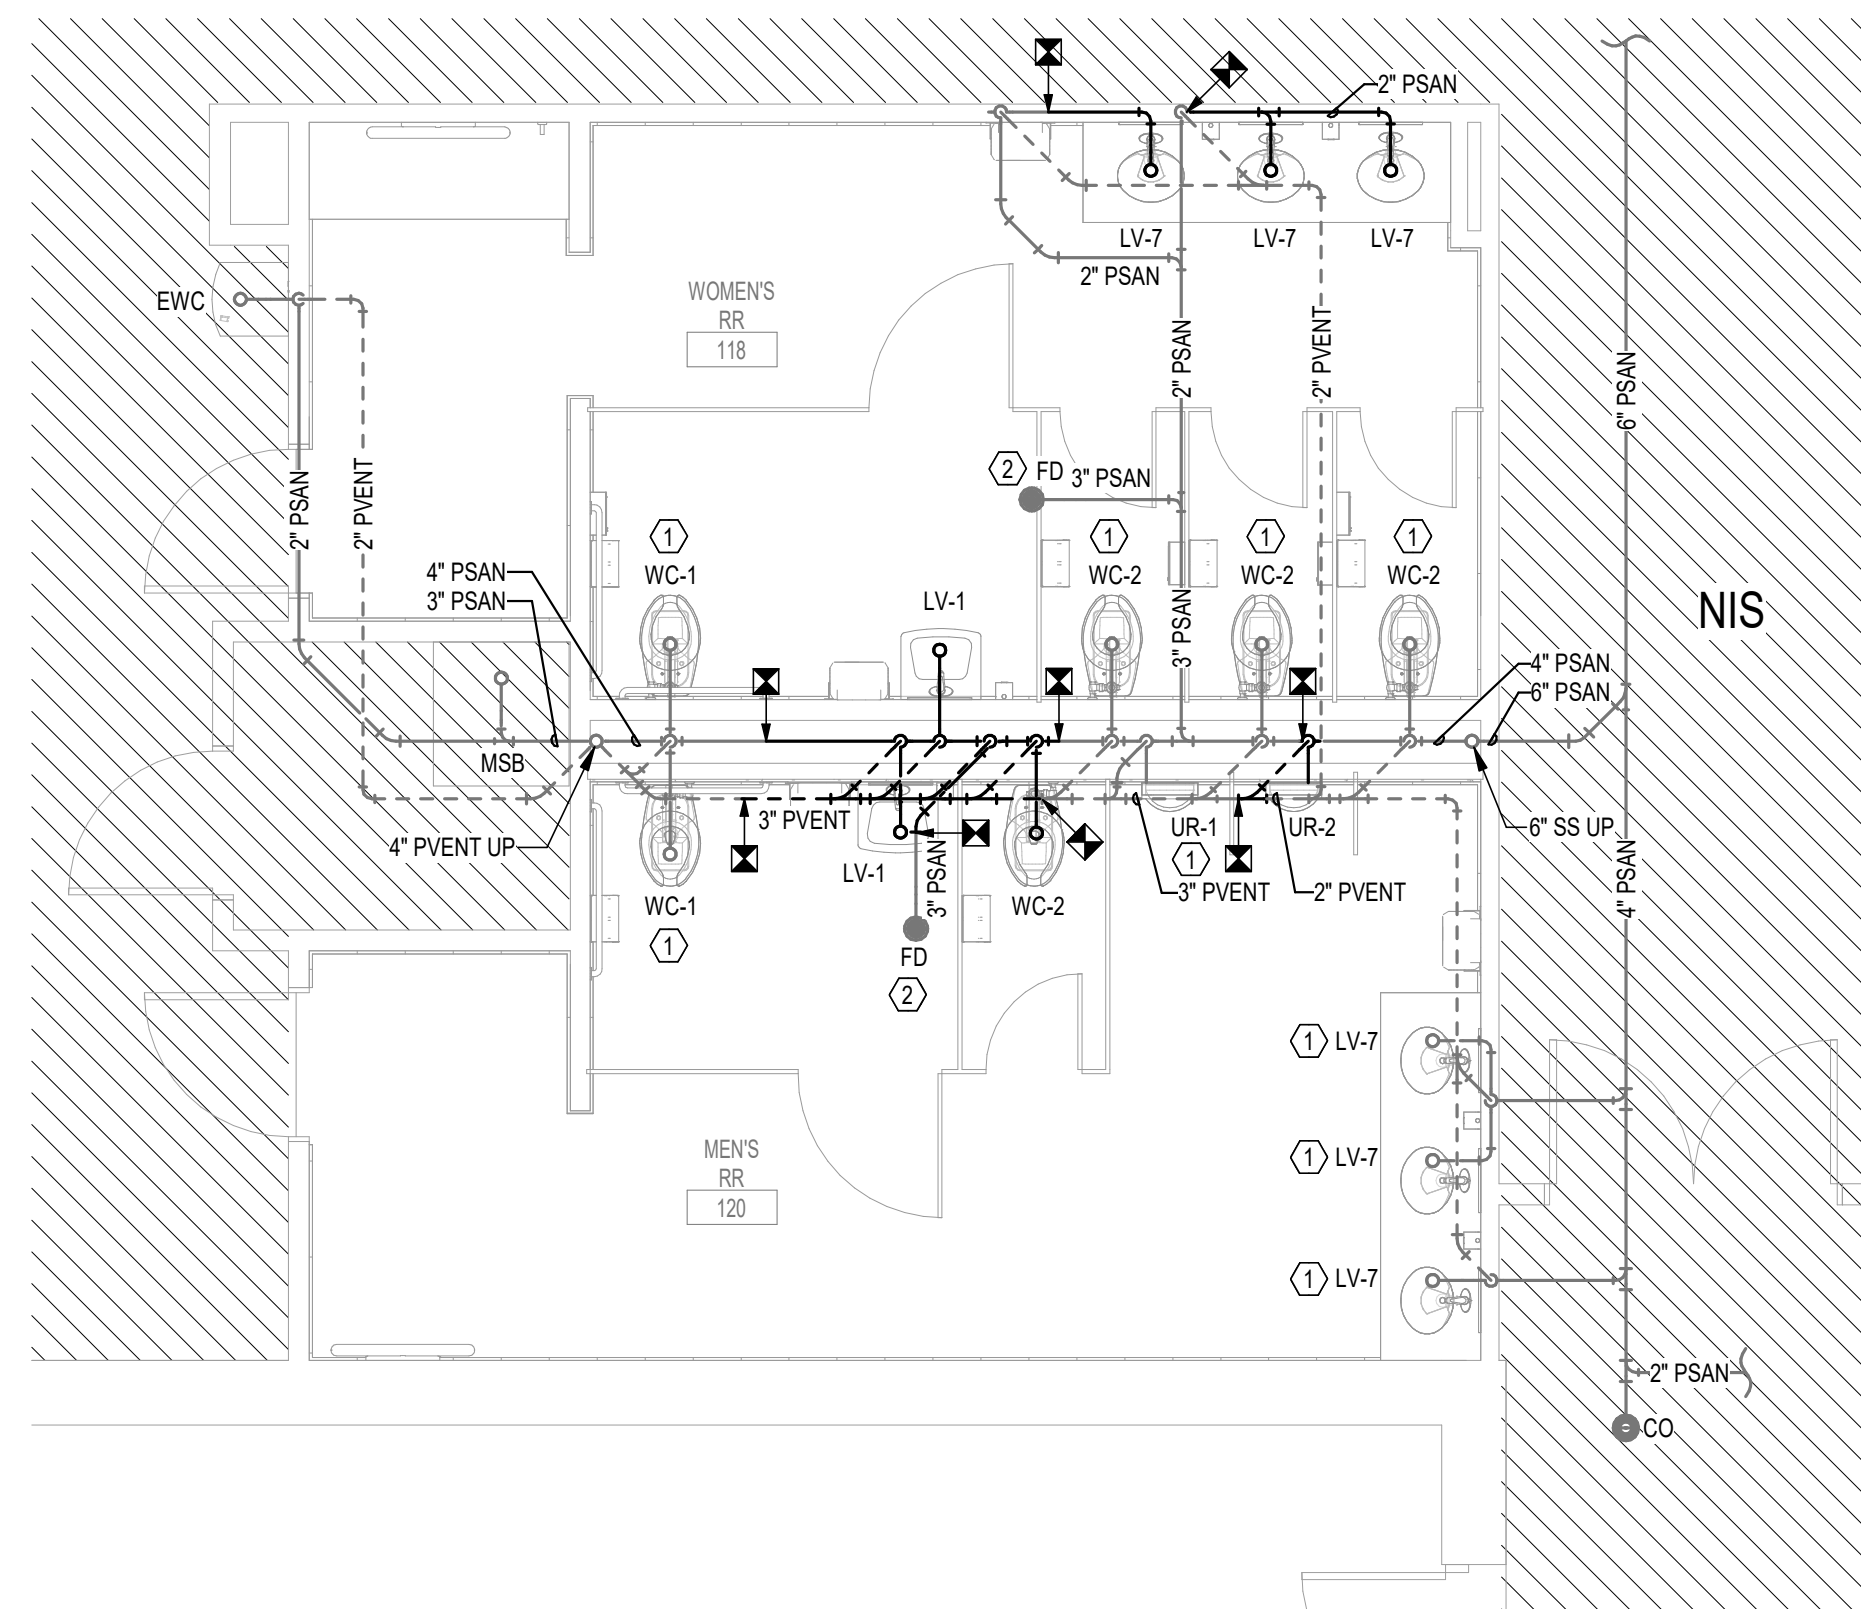 2" PSAN
LV-7
LV-7
LV-7
2" PSAN
EWC
WOMEN'S
RR
118
2" PSAN
2" PVENT
6" PSAN
2" PSAN
2" PVENT
2
FD
3" PSAN
1
WC-1
1
WC-2
1
WC-2
1
WC-2
4" PSAN
3" PSAN
LV-1
3" PSAN
NIS
4" PSAN
6" PSAN
MSB
3" PVENT
4" PVENT UP
UR-1
1
UR-2
6" SS UP
LV-1
3" PSAN
3" PVENT
2" PVENT
4" PSAN
WC-1
1
WC-2
FD
2
1
LV-7
MEN'S
RR
120
1
LV-7
1
LV-7
2" PSAN
CO